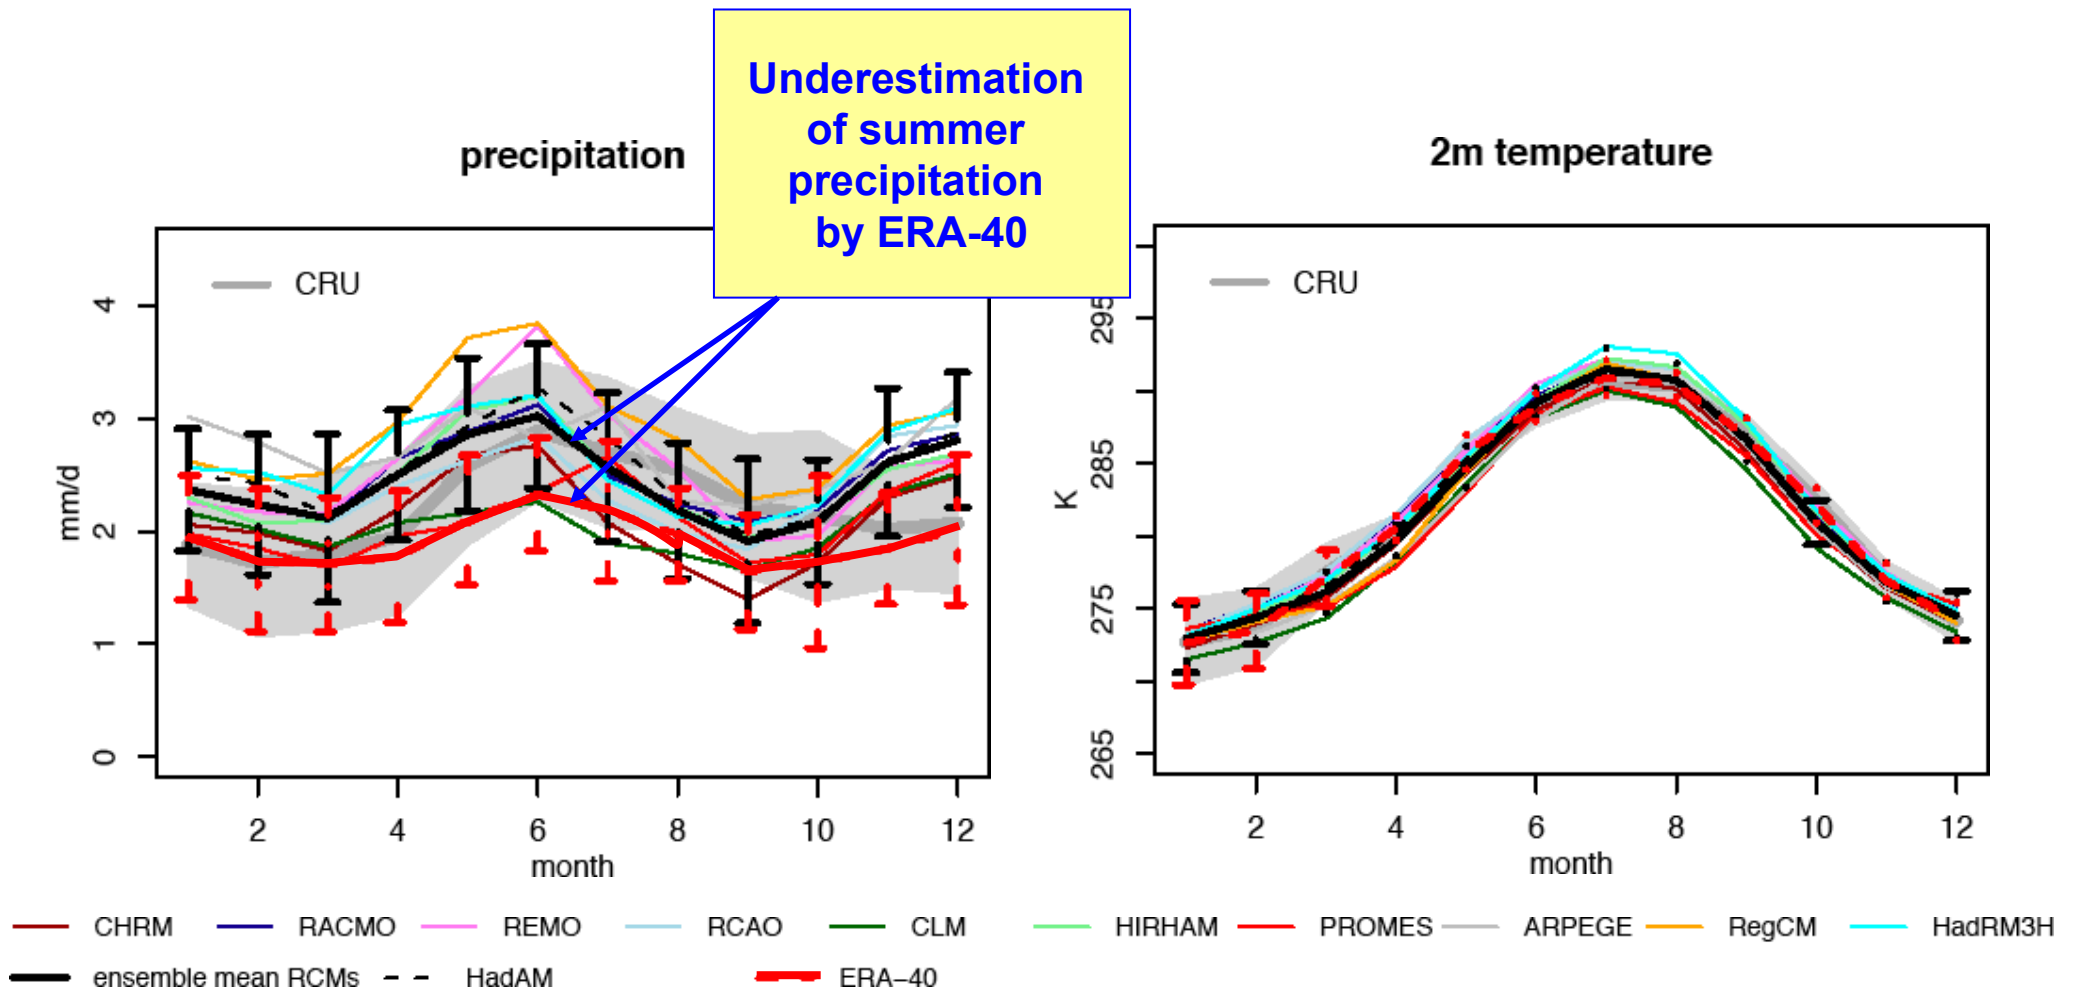 Underestimation
of summer
precipitation
by ERA-40
precipitation
2m temperature
CRU
CRU
mm/d
0
1
2
3
4
2
4
6
8
10
12
month
K
265
275
285
295
2
4
6
8
10
12
month
CHRM RACMO REMO RCAO CLM HIRHAM PROMES ARPEGE RegCM HadRM3H
ensemble mean RCMs HadAM ERA−40